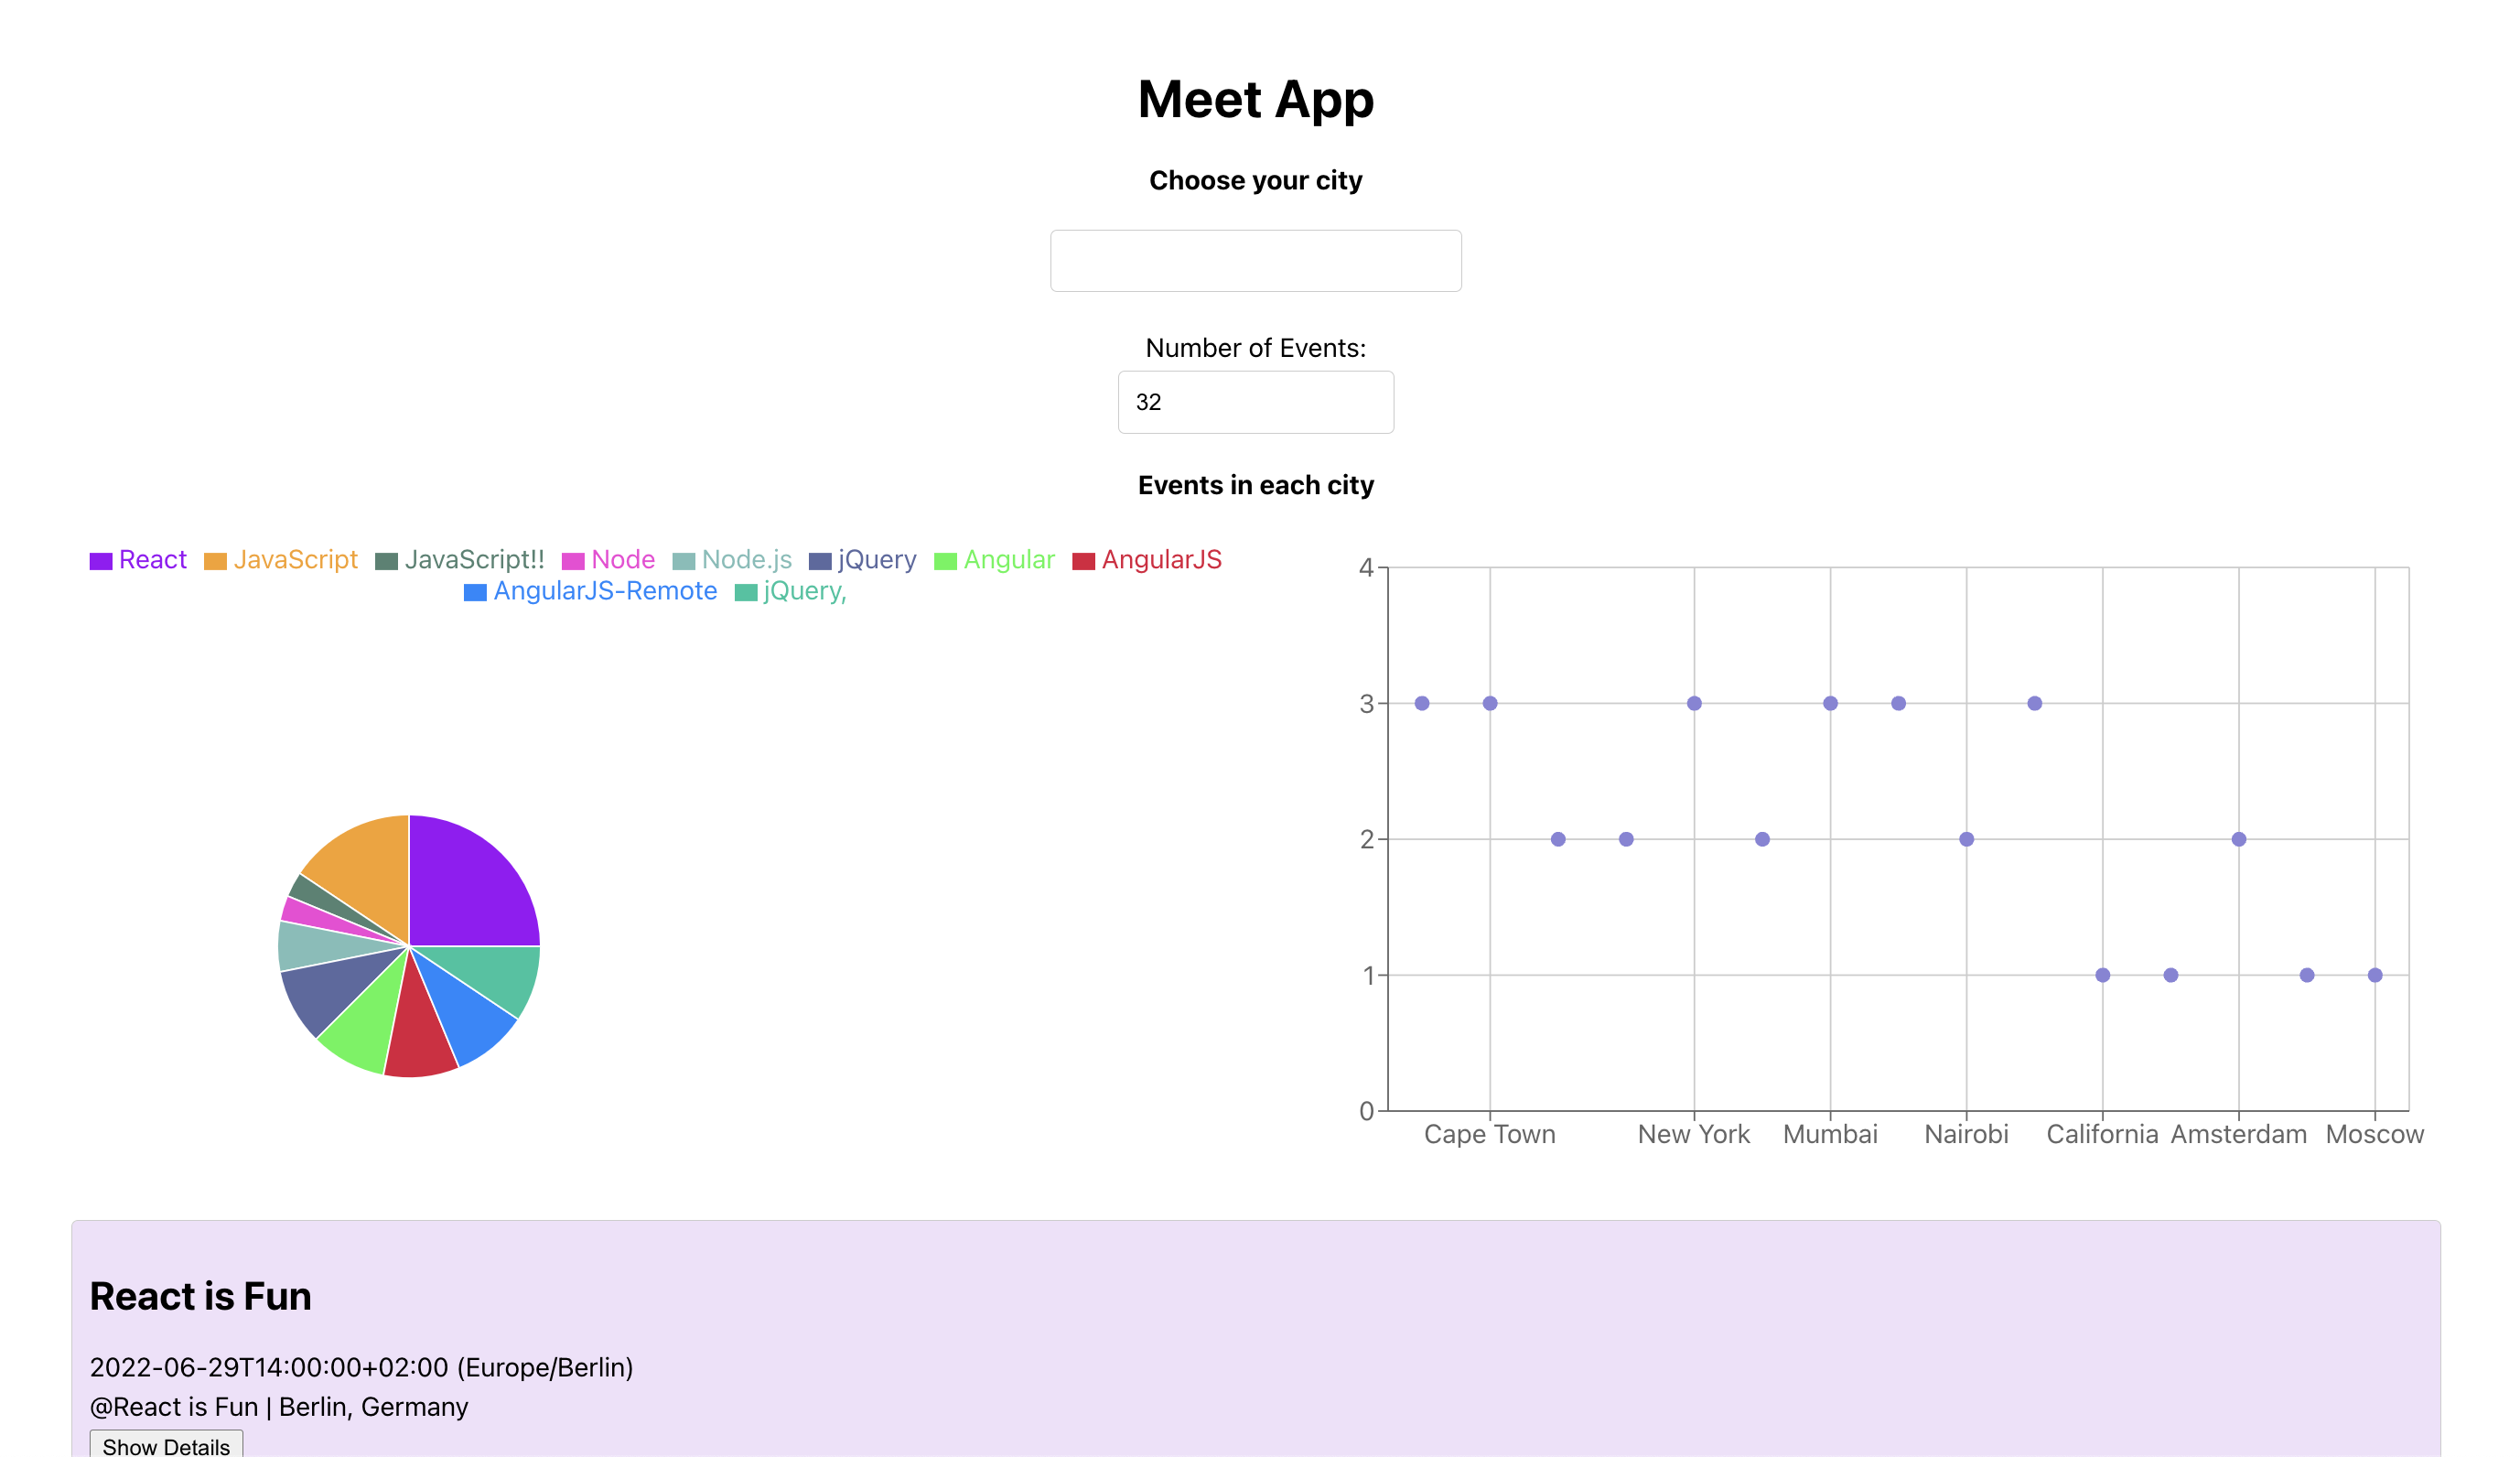 Meet App
Choose your city
Number of Events:
32
Events in each city
React JavaScript JavaScript!! Node Node.js jQuery Angular AngularJS
AngularJS-Remote jQuery,
4
3
2
1
0
Cape Town New York Mumbai Nairobi California Amsterdam Moscow
React is Fun
2022-06-29T14:00:00+02:00 (Europe/Berlin)
@React is Fun | Berlin, Germany
Show Details